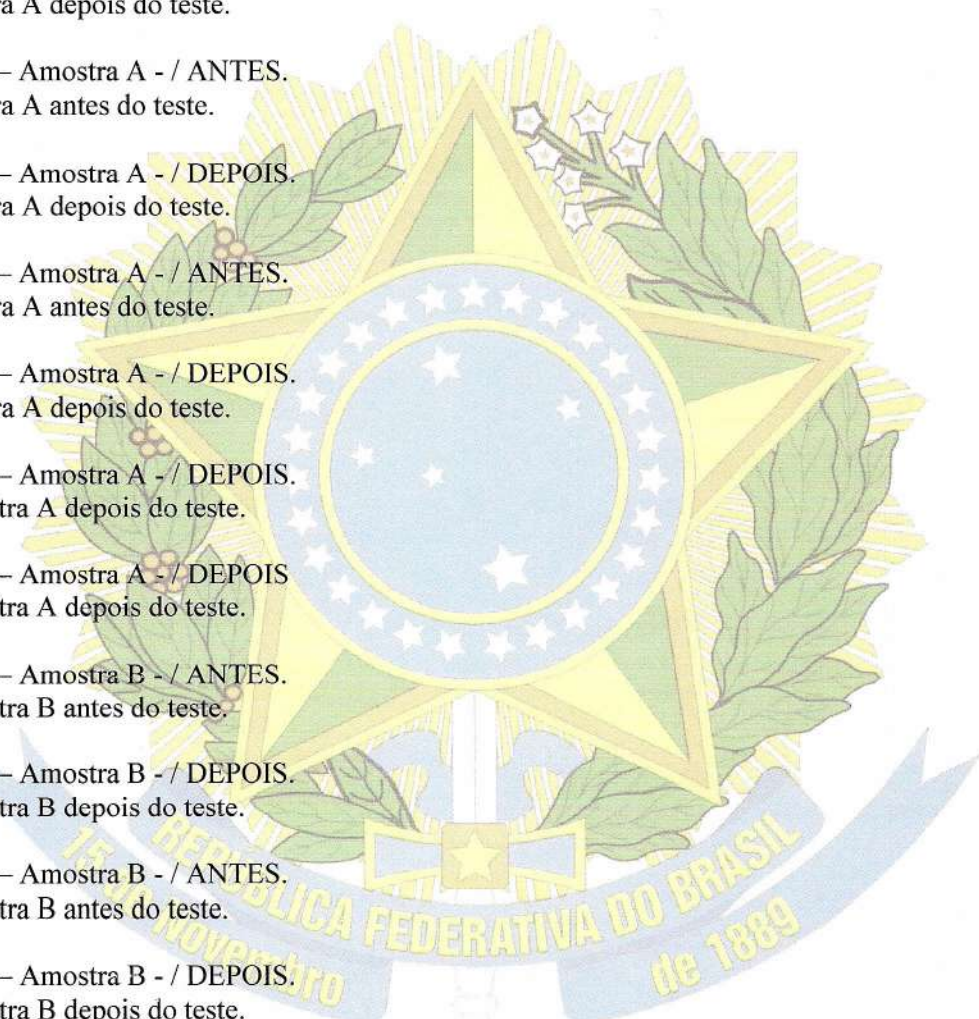 ra A depois do teste.
– Amostra A - / ANTES.
ra A antes do teste.
– Amostra A - / DEPOIS.
ra A depois do teste.
– Amostra A - / ANTES.
ra A antes do teste.
– Amostra A - / DEPOIS.
ra A depois do teste.
– Amostra A - / DEPOIS.
tra A depois do teste.
– Amostra A - / DEPOIS
tra A depois do teste.
– Amostra B - / ANTES.
tra B antes do teste.
– Amostra B - / DEPOIS.
tra B depois do teste.
– Amostra B - / ANTES.
tra B antes do teste.
– Amostra B - / DEPOIS.
tra B depois do teste.
REPÚBLICA FEDERATIVA DO BRASIL
15 de Novembro
de 1889